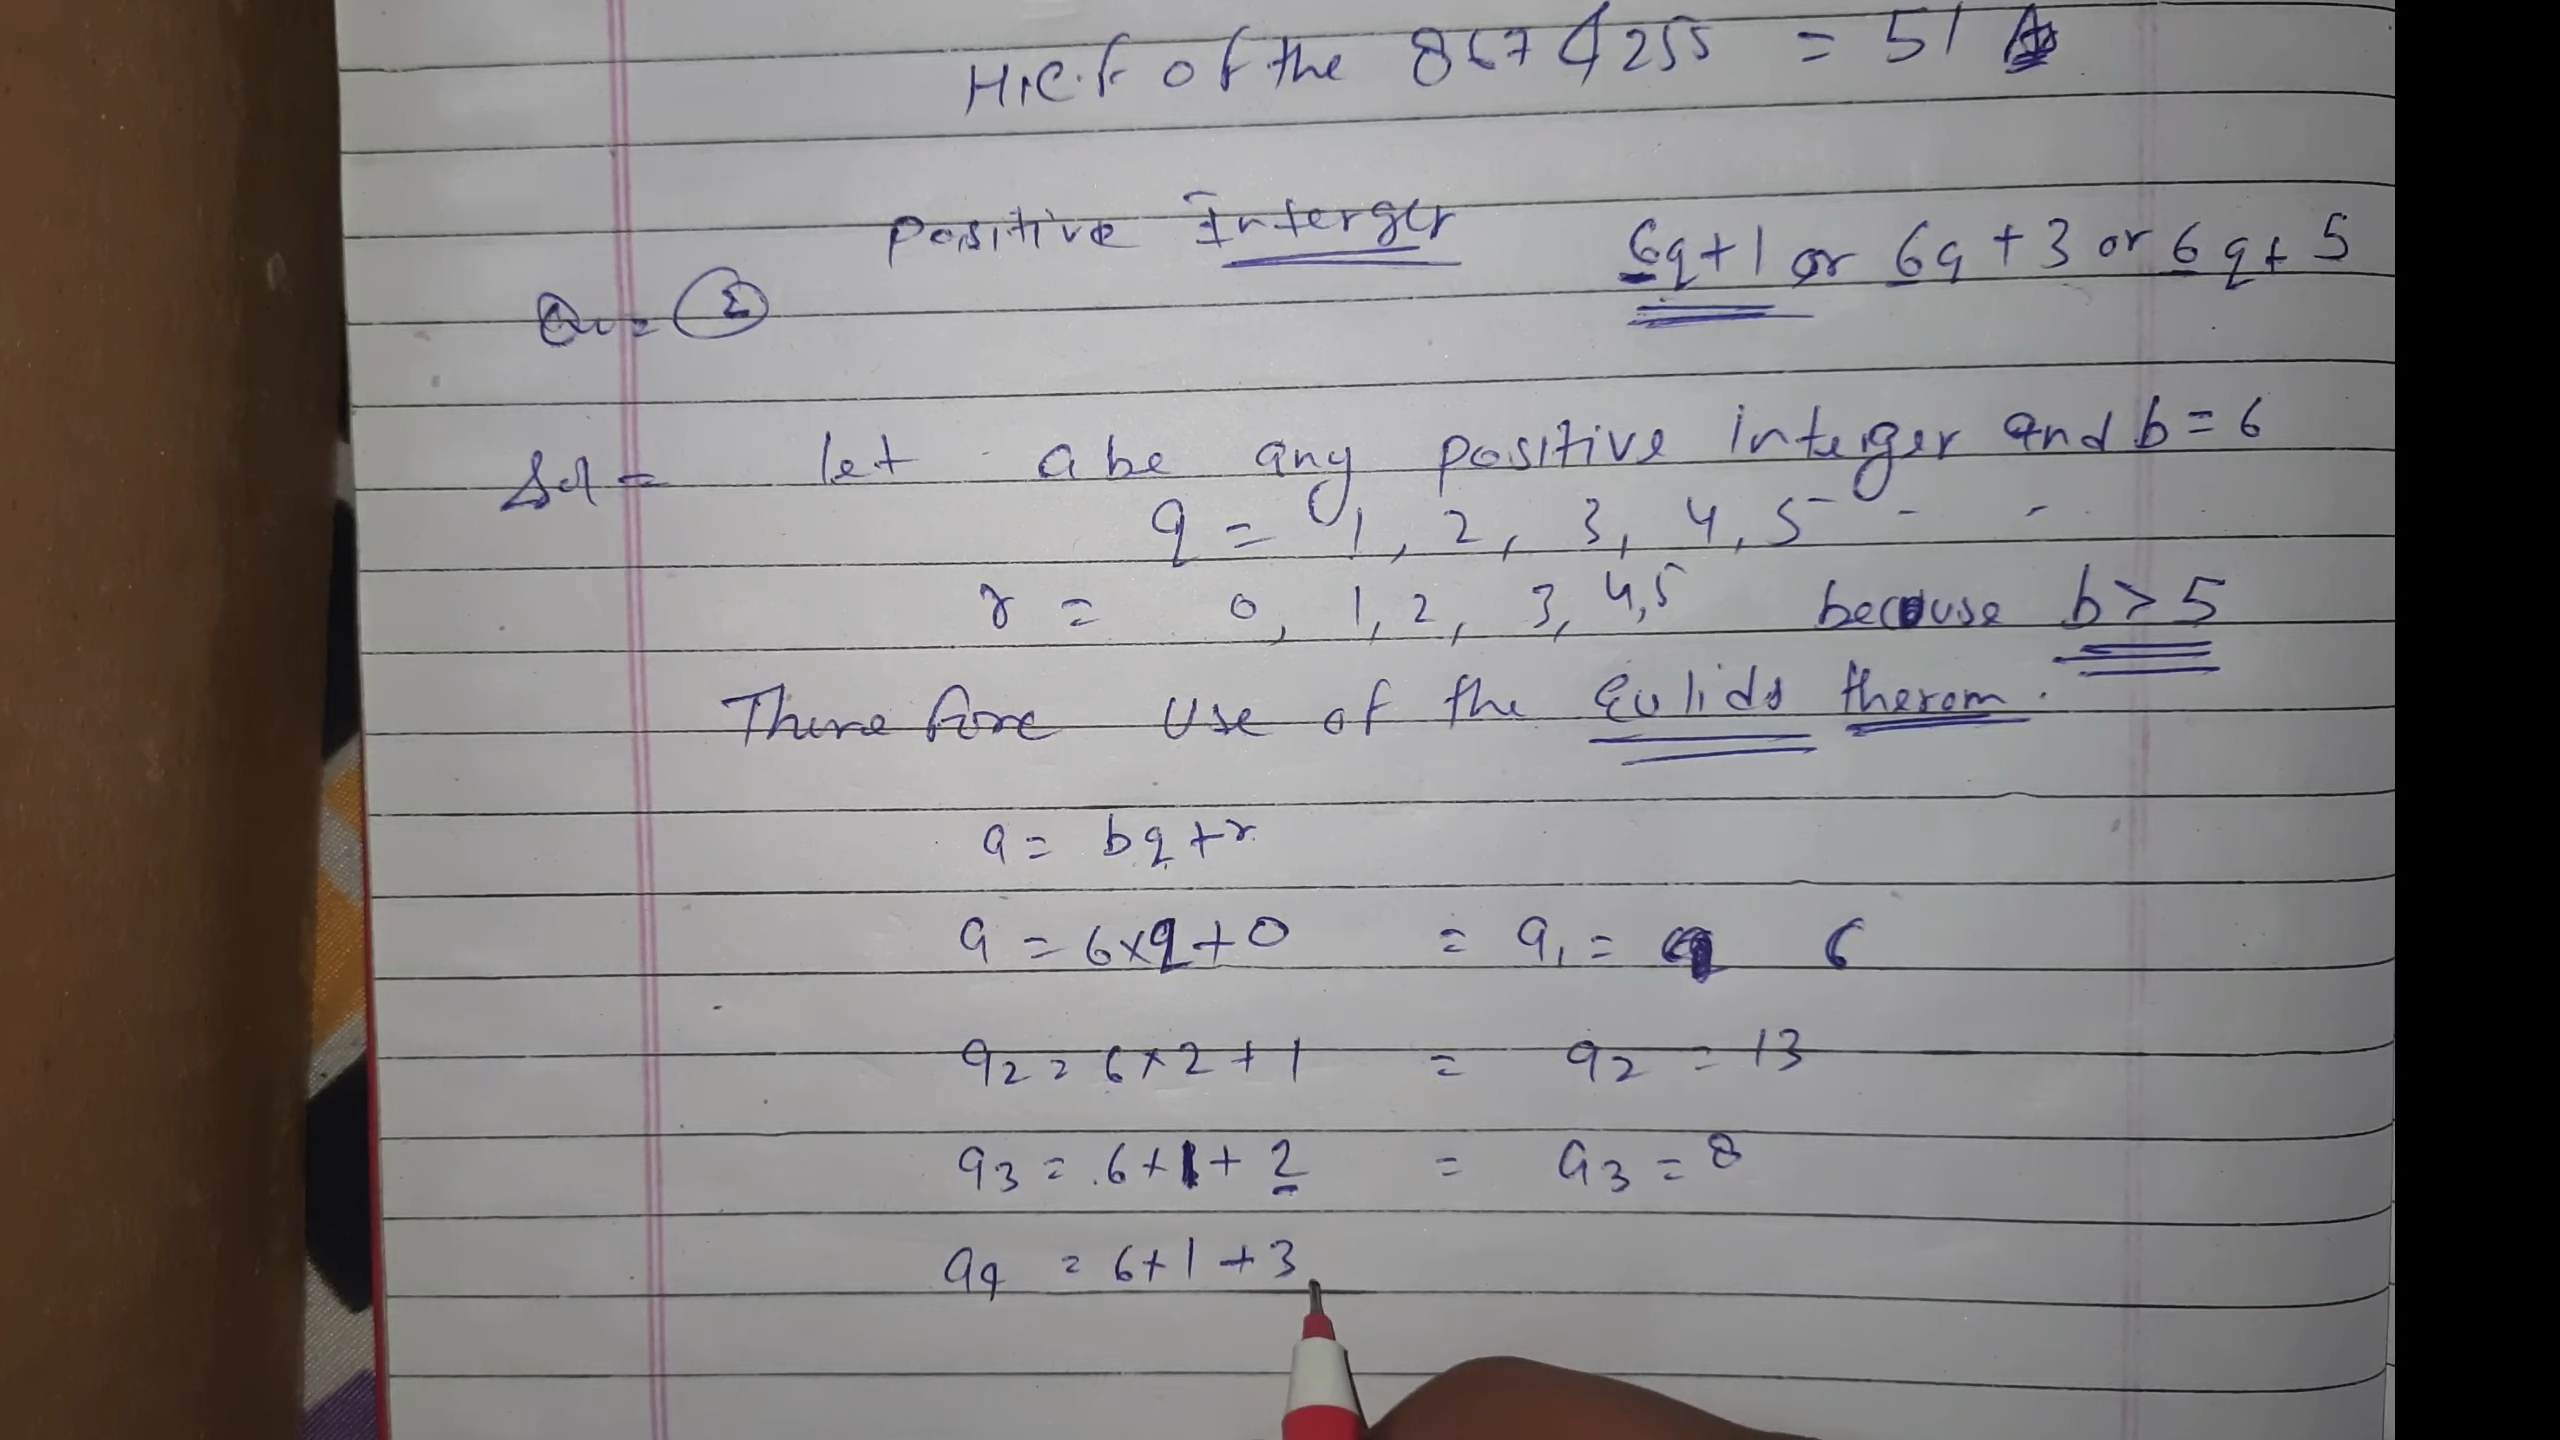 H.C.F of the 867 & 255 = 51
Positive Interger 6q+1 or 6q+3 or 6q+5
Qu= 2
Sol = let a be any positive interger and b=6
q = 1, 2, 3, 4, 5 - - -
r = 0, 1, 2, 3, 4, 5 because b > 5
There fore use of the Eulids therom.
a = bq + r
a = 6×q+0 = a1 = 6
a2 = 6×2+1 = a2 = 13
a3 = 6+1+2 = a3 = 8
a4 = 6+1+3